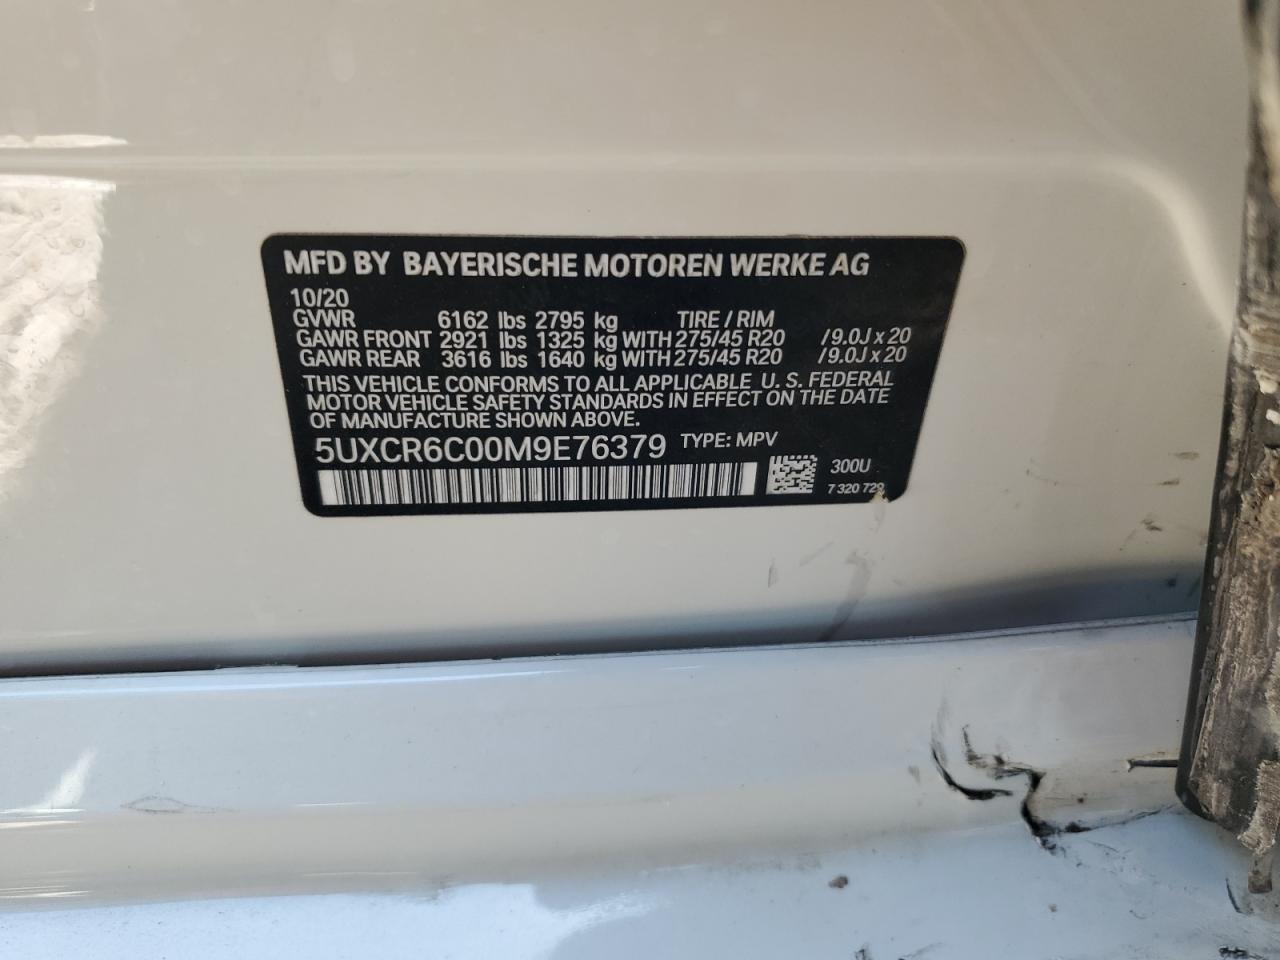 MFD BY BAYERISCHE MOTOREN WERKE AG
10/20
GVWR 6162 lbs 2795 kg TIRE / RIM
GAWR FRONT 2921 lbs 1325 kg WITH 275/45 R20 /9.0J x 20
GAWR REAR 3616 lbs 1640 kg WITH 275/45 R20 /9.0J x 20
THIS VEHICLE CONFORMS TO ALL APPLICABLE U. S. FEDERAL
MOTOR VEHICLE SAFETY STANDARDS IN EFFECT ON THE DATE
OF MANUFACTURE SHOWN ABOVE.
5UXCR6C00M9E76379 TYPE: MPV
300U
7 320 729